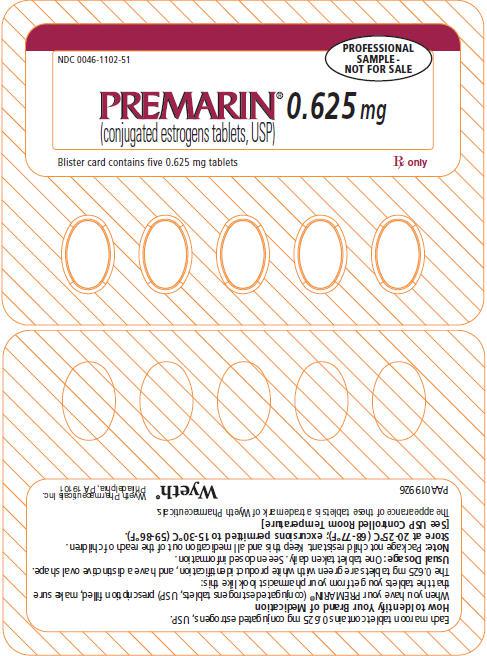 PROFESSIONAL
SAMPLE -
NOT FOR SALE
NDC 0046-1102-51
PREMARIN® 0.625 mg
(conjugated estrogens tablets, USP)
Blister card contains five 0.625 mg tablets
Rx only
Each maroon tablet contains 0.625 mg conjugated estrogens, USP.
How to Identify Your Brand of Medication
When you have your PREMARIN® (conjugated estrogens tablets, USP) prescription filled, make sure
that the tablets you get from your pharmacist look like this:
The 0.625 mg tablets are green with white product identification, and have a distinctive oval shape.
Usual Dosage: One tablet taken daily. See enclosed information.
Note: Package not child resistant. Keep this and all medication out of the reach of children.
Store at 20-25°C (68-77°F); excursions permitted to 15-30°C (59-86°F).
[See USP Controlled Room Temperature]
The appearance of these tablets is a trademark of Wyeth Pharmaceuticals
PAA019926
Wyeth®
Wyeth Pharmaceuticals Inc.
Philadelphia, PA 19101